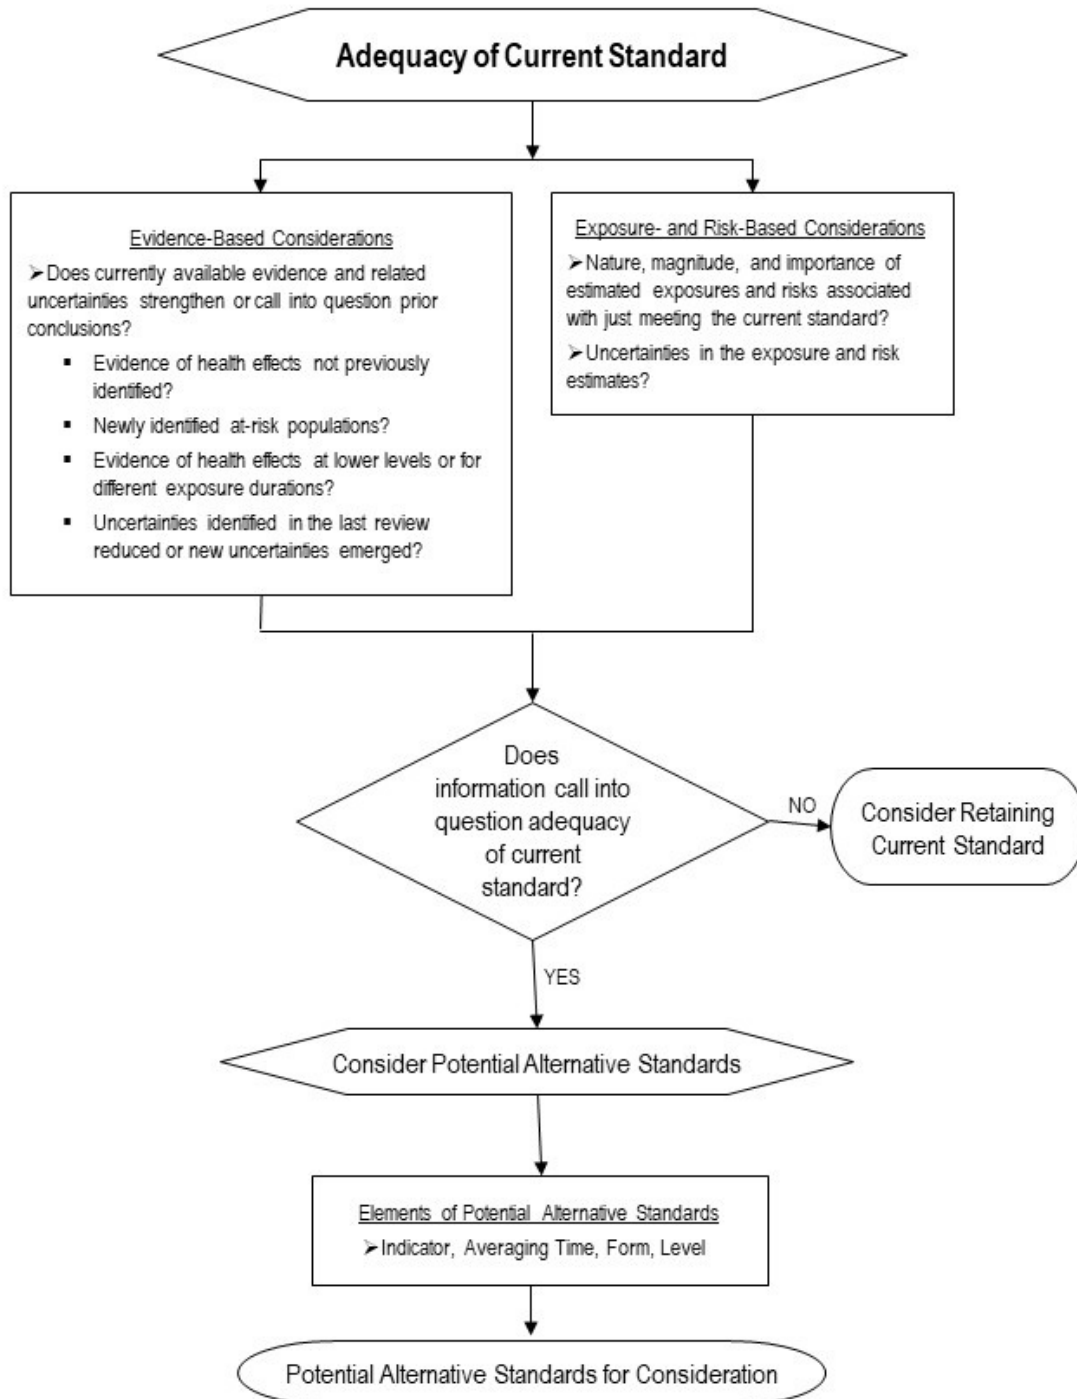 Adequacy of Current Standard
Evidence-Based Considerations
➤Does currently available evidence and related
uncertainties strengthen or call into question prior
conclusions?
▪ Evidence of health effects not previously
identified?
▪ Newly identified at-risk populations?
▪ Evidence of health effects at lower levels or for
different exposure durations?
▪ Uncertainties identified in the last review
reduced or new uncertainties emerged?
Exposure- and Risk-Based Considerations
➤Nature, magnitude, and importance of
estimated exposures and risks associated
with just meeting the current standard?
➤Uncertainties in the exposure and risk
estimates?
Does
information call into
question adequacy
of current
standard?
NO
Consider Retaining
Current Standard
YES
Consider Potential Alternative Standards
Elements of Potential Alternative Standards
➤Indicator, Averaging Time, Form, Level
Potential Alternative Standards for Consideration